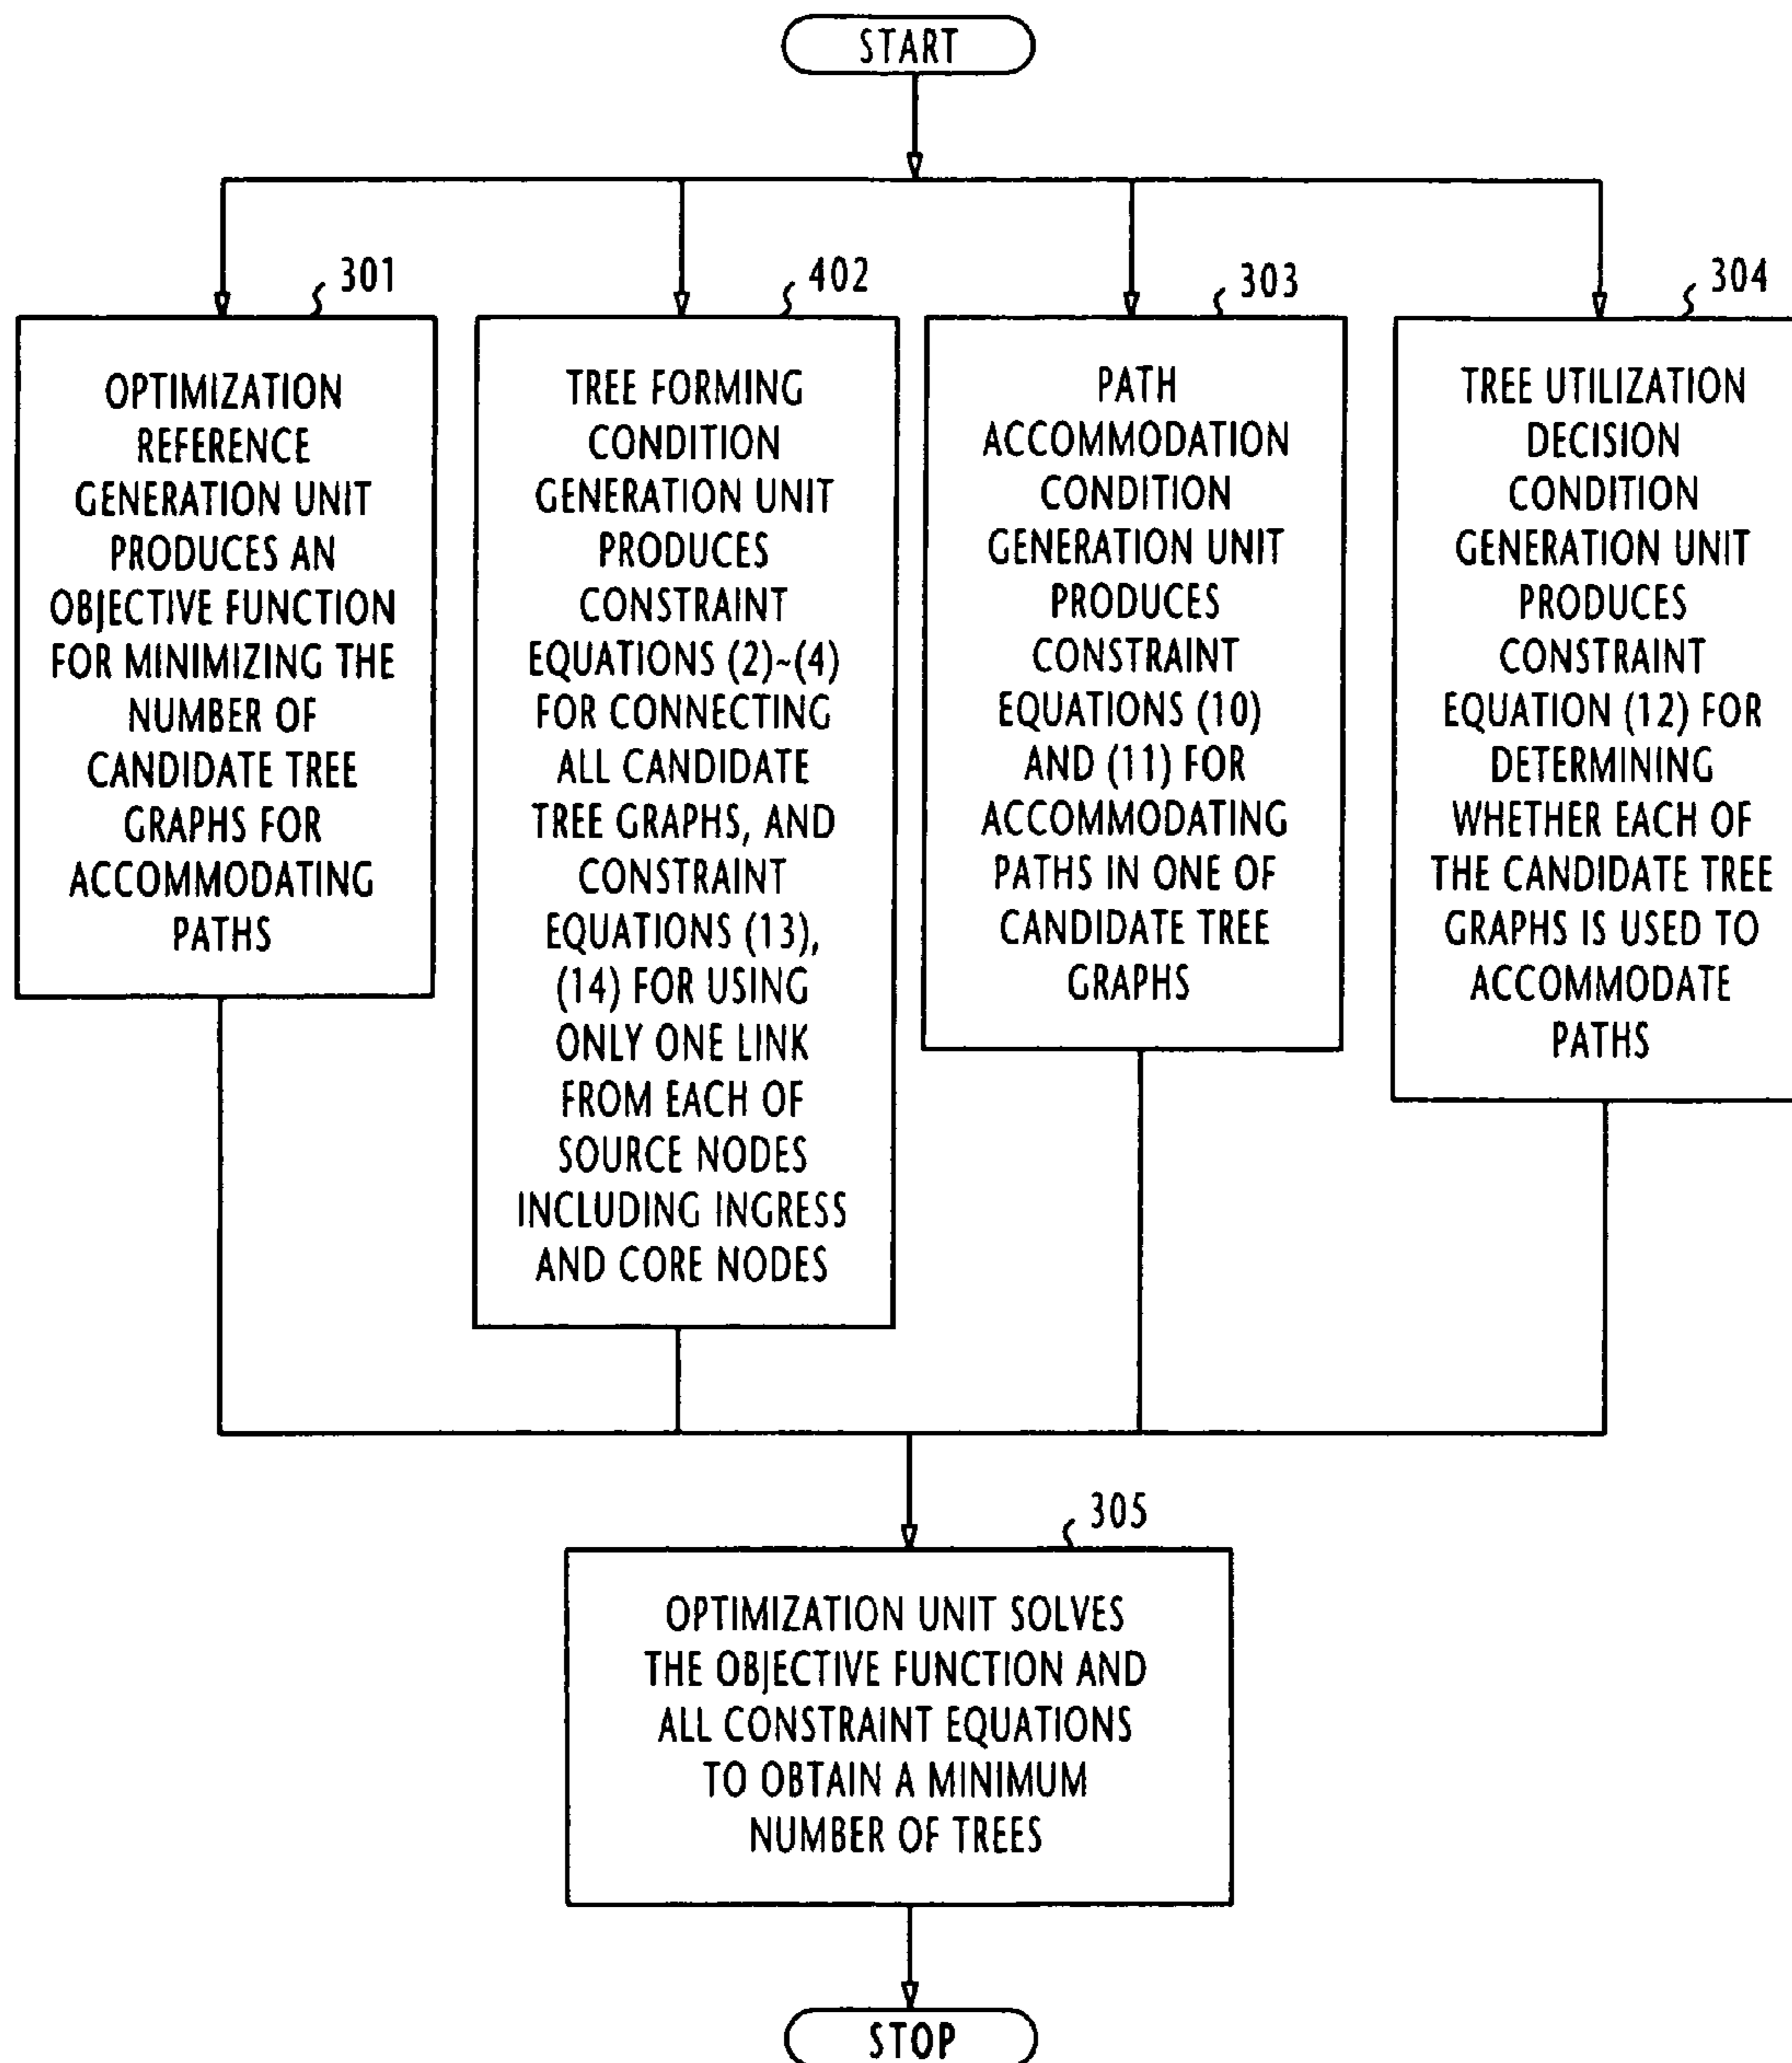 START
301
OPTIMIZATION
REFERENCE
GENERATION UNIT
PRODUCES AN
OBJECTIVE FUNCTION
FOR MINIMIZING THE
NUMBER OF
CANDIDATE TREE
GRAPHS FOR
ACCOMMODATING
PATHS
402
TREE FORMING
CONDITION
GENERATION UNIT
PRODUCES
CONSTRAINT
EQUATIONS (2)~(4)
FOR CONNECTING
ALL CANDIDATE
TREE GRAPHS, AND
CONSTRAINT
EQUATIONS (13),
(14) FOR USING
ONLY ONE LINK
FROM EACH OF
SOURCE NODES
INCLUDING INGRESS
AND CORE NODES
303
PATH
ACCOMMODATION
CONDITION
GENERATION UNIT
PRODUCES
CONSTRAINT
EQUATIONS (10)
AND (11) FOR
ACCOMMODATING
PATHS IN ONE OF
CANDIDATE TREE
GRAPHS
304
TREE UTILIZATION
DECISION
CONDITION
GENERATION UNIT
PRODUCES
CONSTRAINT
EQUATION (12) FOR
DETERMINING
WHETHER EACH OF
THE CANDIDATE TREE
GRAPHS IS USED TO
ACCOMMODATE
PATHS
305
OPTIMIZATION UNIT SOLVES
THE OBJECTIVE FUNCTION AND
ALL CONSTRAINT EQUATIONS
TO OBTAIN A MINIMUM
NUMBER OF TREES
STOP